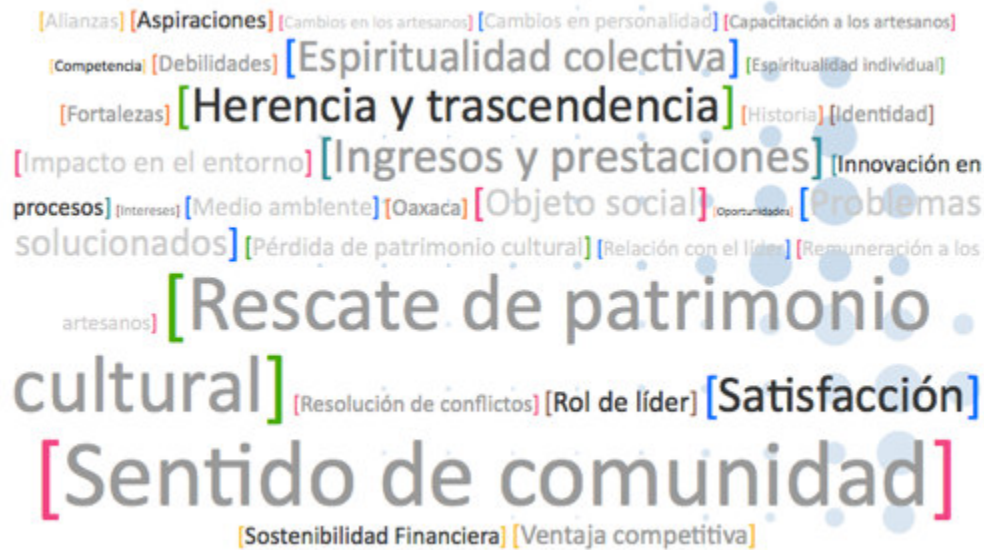 [Alianzas] [Aspiraciones] [Cambios en los artesanos] [Cambios en personalidad] [Capacitación a los artesanos]
[Competencia] [Debilidades] [Espiritualidad colectiva] [Espiritualidad individual]
[Fortalezas] [Herencia y trascendencia] [Historia] [Identidad]
[Impacto en el entorno] [Ingresos y prestaciones] [Innovación en
procesos] [Intereses] [Medio ambiente] [Oaxaca] [Objeto social] [Oportunidades] [Problemas
solucionados] [Pérdida de patrimonio cultural] [Relación con el líder] [Remuneración a los
artesanos] [Rescate de patrimonio
cultural] [Resolución de conflictos] [Rol de líder] [Satisfacción]
[Sentido de comunidad]
[Sostenibilidad Financiera] [Ventaja competitiva]